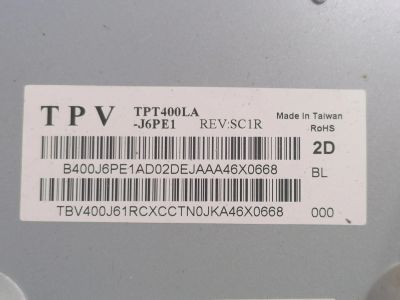 TPV TPT400LA
-J6PE1 REV:SC1R Made In Taiwan
RoHS
2D
B400J6PE1AD02DEJAAA46X0668 BL
TBV400J61RCXCCTN0JKA46X0668 000